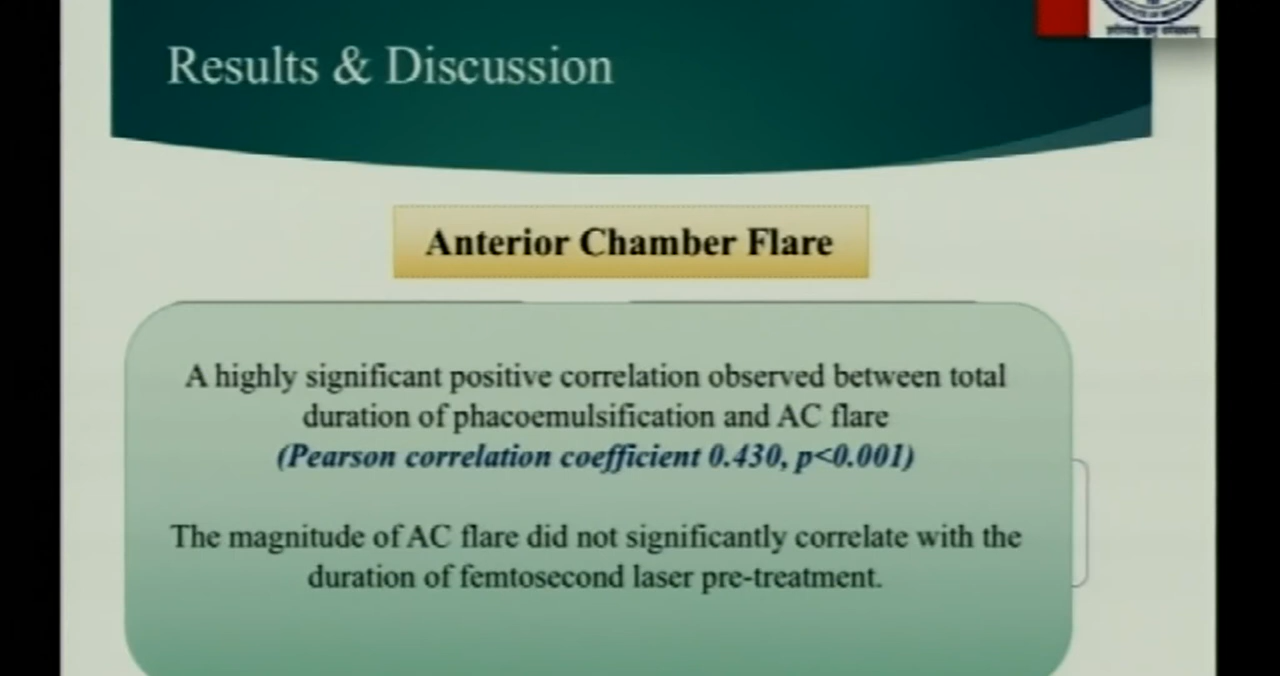 Results & Discussion
Anterior Chamber Flare
A highly significant positive correlation observed between total
duration of phacoemulsification and AC flare
(Pearson correlation coefficient 0.430, p<0.001)
The magnitude of AC flare did not significantly correlate with the
duration of femtosecond laser pre-treatment.